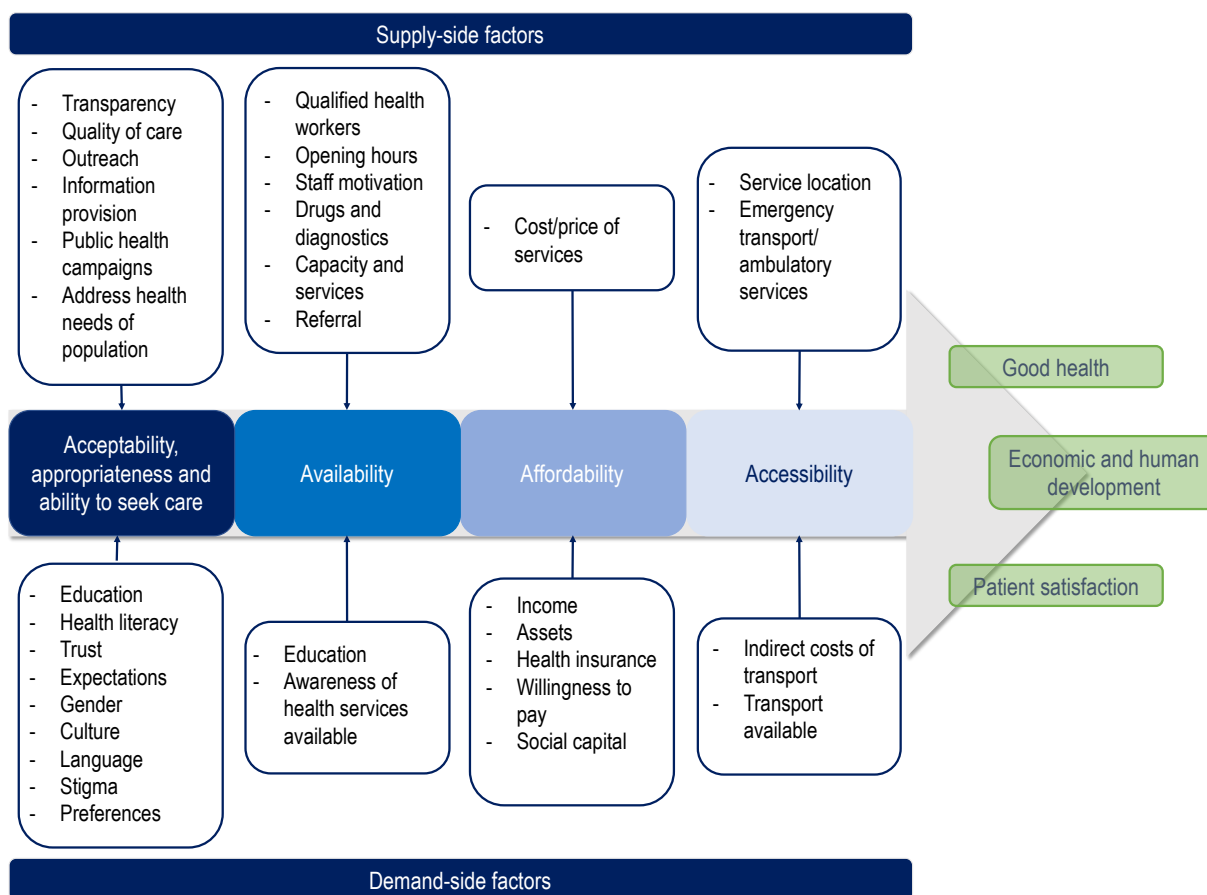 Supply-side factors
- Transparency
- Quality of care
- Outreach
- Information
provision
- Public health
campaigns
- Address health
needs of
population
- Qualified health
workers
- Opening hours
- Staff motivation
- Drugs and
diagnostics
- Capacity and
services
- Referral
- Cost/price of
services
- Service location
- Emergency
transport/
ambulatory
services
Acceptability,
appropriateness and
ability to seek care
Availability
Affordability
Accessibility
Good health
Economic and human
development
Patient satisfaction
- Education
- Health literacy
- Trust
- Expectations
- Gender
- Culture
- Language
- Stigma
- Preferences
- Education
- Awareness of
health services
available
- Income
- Assets
- Health insurance
- Willingness to
pay
- Social capital
- Indirect costs of
transport
- Transport
available
Demand-side factors